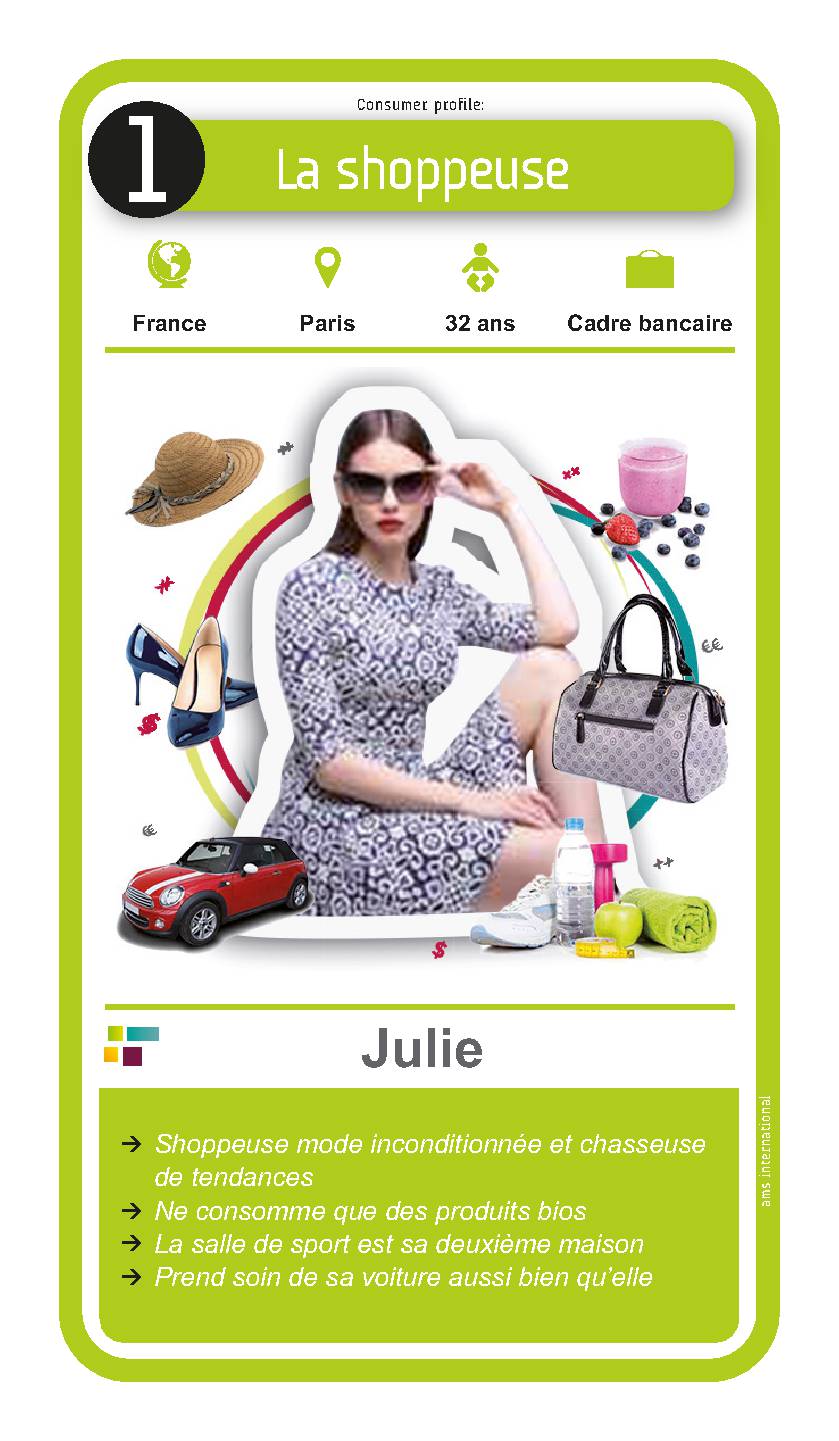 Consumer profile:
1
La shoppeuse
France
Paris
32 ans
Cadre bancaire
€€
€€
$
$
Julie
→ Shoppeuse mode inconditionnée et chasseuse
de tendances
→ Ne consomme que des produits bios
→ La salle de sport est sa deuxième maison
→ Prend soin de sa voiture aussi bien qu’elle
ams international